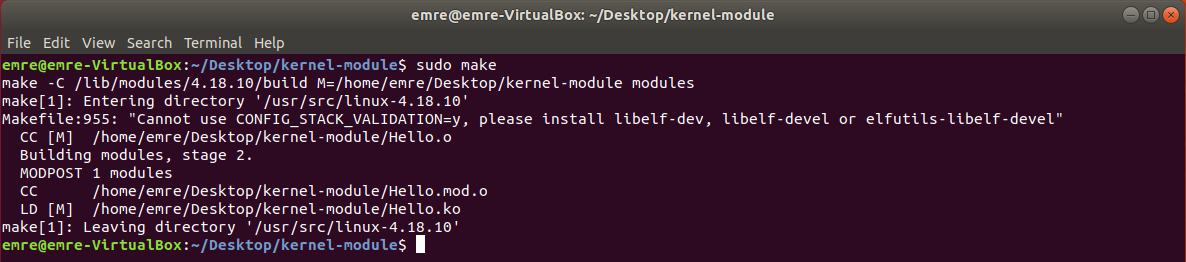 emre@emre-VirtualBox: ~/Desktop/kernel-module
File Edit View Search Terminal Help
emre@emre-VirtualBox:~/Desktop/kernel-module$ sudo make
make -C /lib/modules/4.18.10/build M=/home/emre/Desktop/kernel-module modules
make[1]: Entering directory '/usr/src/linux-4.18.10'
Makefile:955: "Cannot use CONFIG_STACK_VALIDATION=y, please install libelf-dev, libelf-devel or elfutils-libelf-devel"
  CC [M]  /home/emre/Desktop/kernel-module/Hello.o
  Building modules, stage 2.
  MODPOST 1 modules
  CC      /home/emre/Desktop/kernel-module/Hello.mod.o
  LD [M]  /home/emre/Desktop/kernel-module/Hello.ko
make[1]: Leaving directory '/usr/src/linux-4.18.10'
emre@emre-VirtualBox:~/Desktop/kernel-module$